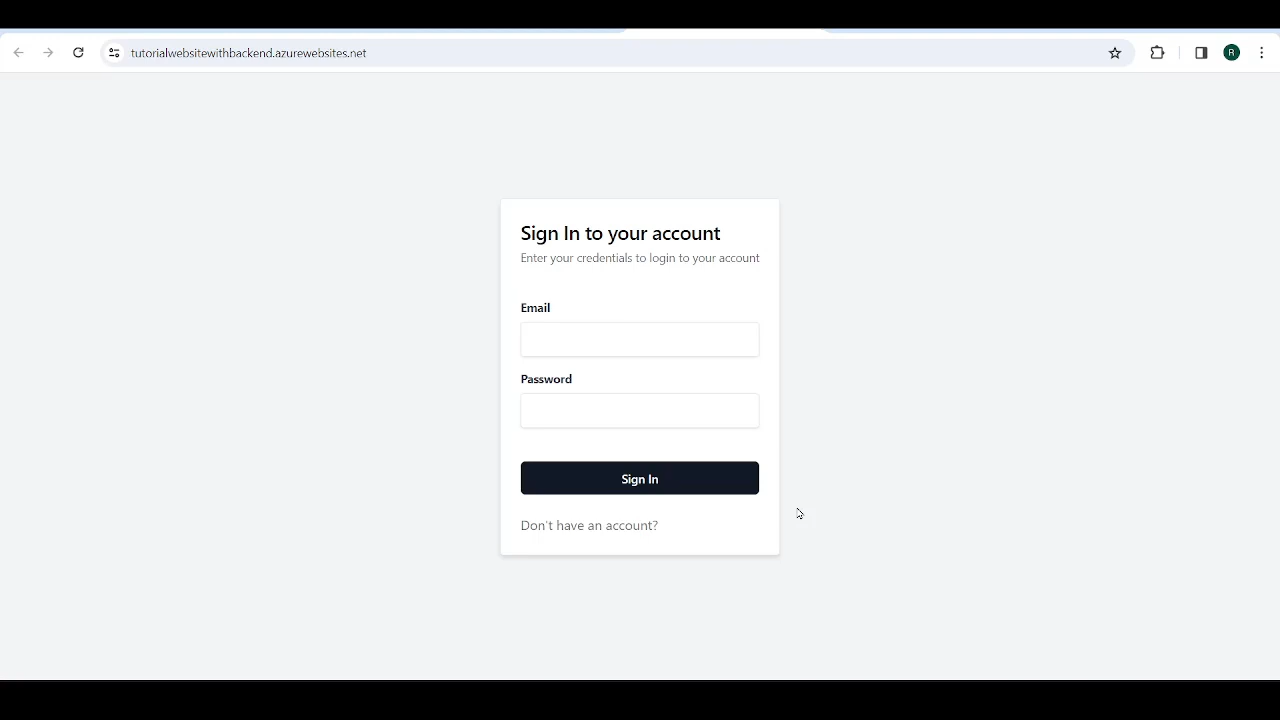 tutorialwebsitewithbackend.azurewebsites.net
R
Sign In to your account
Enter your credentials to login to your account
Email
Password
Sign In
Don't have an account?